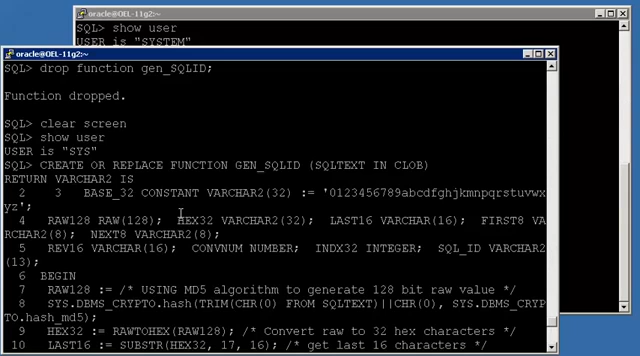 oracle@OEL-11g2:~
SQL> show user
USER is "SYSTEM"
oracle@OEL-11g2:~
SQL> drop function gen_SQLID;
Function dropped.
SQL> clear screen
SQL> show user
USER is "SYS"
SQL> CREATE OR REPLACE FUNCTION GEN_SQLID (SQLTEXT IN CLOB)
RETURN VARCHAR2 IS
2 3 BASE_32 CONSTANT VARCHAR2(32) := '0123456789abcdfghjkmnpqrstuvwx
yz';
4 RAW128 RAW(128); HEX32 VARCHAR2(32); LAST16 VARCHAR(16); FIRST8 VA
RCHAR2(8); NEXT8 VARCHAR2(8);
5 REV16 VARCHAR(16); CONVNUM NUMBER; INDX32 INTEGER; SQL_ID VARCHAR2
(13);
6 BEGIN
7 RAW128 := /* USING MD5 algorithm to generate 128 bit raw value */
8 SYS.DBMS_CRYPTO.hash(TRIM(CHR(0) FROM SQLTEXT)||CHR(0), SYS.DBMS_CRYP
TO.hash_md5);
9 HEX32 := RAWTOHEX(RAW128); /* Convert raw to 32 hex characters */
10 LAST16 := SUBSTR(HEX32, 17, 16); /* get last 16 characters */